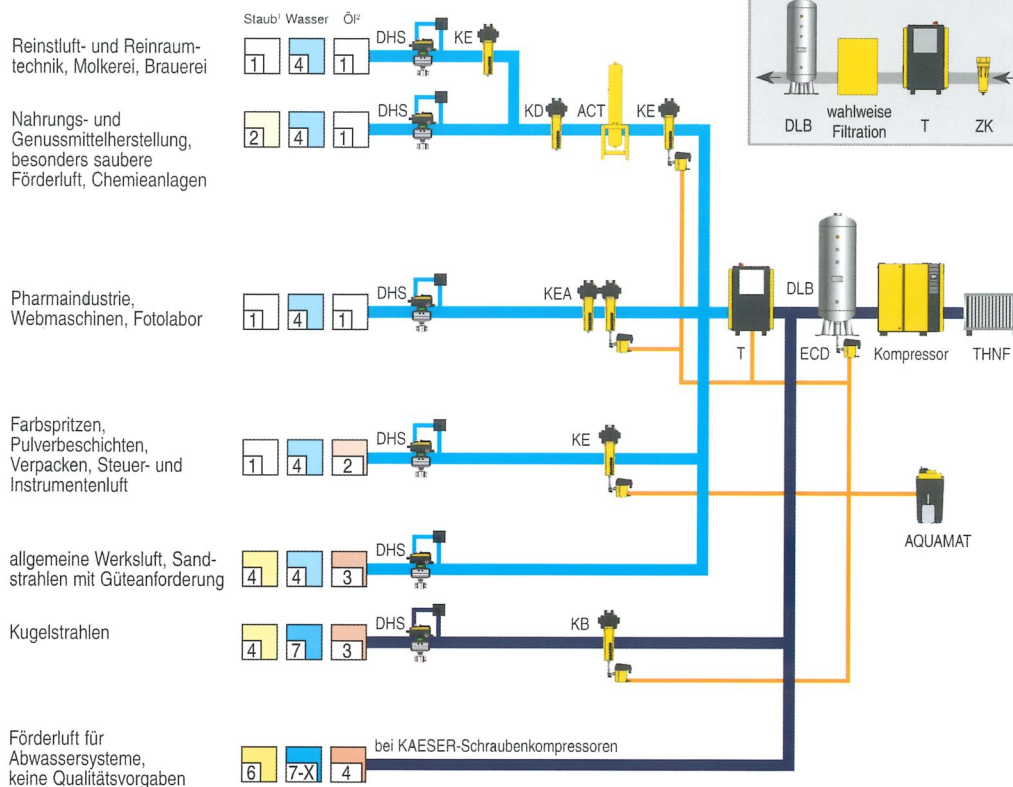 Staub¹ Wasser Öl²
Reinstluft- und Reinraum-
technik, Molkerei, Brauerei
1 4 1
DHS KE
Nahrungs- und
Genussmittelherstellung,
besonders saubere
Förderluft, Chemieanlagen
2 4 1
DHS KD ACT KE
DLB wahlweise
Filtration T ZK
Pharmaindustrie,
Webmaschinen, Fotolabor
1 4 1
DHS KEA T DLB ECD Kompressor THNF
Farbspritzen,
Pulverbeschichten,
Verpacken, Steuer- und
Instrumentenluft
1 4 2
DHS KE
AQUAMAT
allgemeine Werksluft, Sand-
strahlen mit Güteanforderung
4 4 3
DHS
Kugelstrahlen
4 7 3
DHS KB
Förderluft für
Abwassersysteme,
keine Qualitätsvorgaben
6 7-X 4
bei KAESER-Schraubenkompressoren